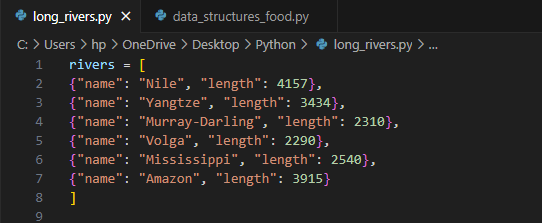 long_rivers.py X data_structures_food.py
C: > Users > hp > OneDrive > Desktop > Python > long_rivers.py > ...
1 rivers = [
2 {"name": "Nile", "length": 4157},
3 {"name": "Yangtze", "length": 3434},
4 {"name": "Murray-Darling", "length": 2310},
5 {"name": "Volga", "length": 2290},
6 {"name": "Mississippi", "length": 2540},
7 {"name": "Amazon", "length": 3915}
8 ]
9